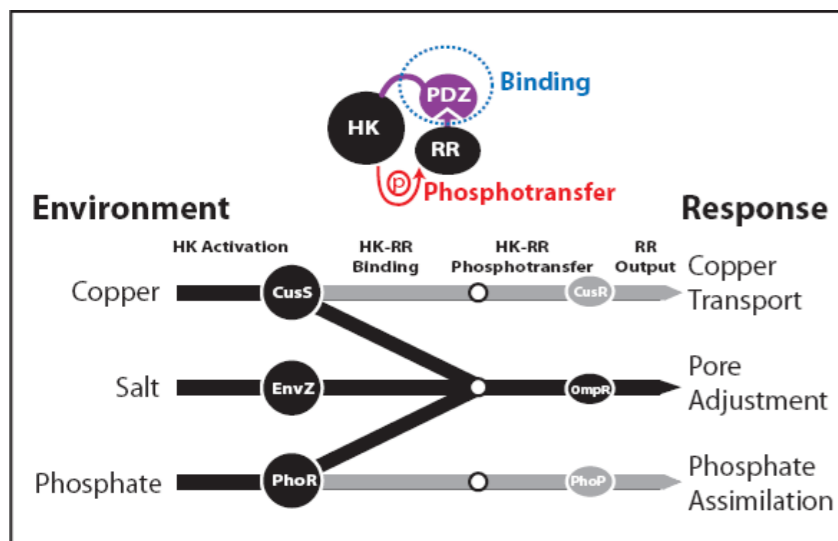 PDZ
Binding
HK
RR
P
Phosphotransfer
Environment
Response
HK Activation
HK-RR
Binding
HK-RR
Phosphotransfer
RR
Output
Copper
CusS
CusR
Copper
Transport
Salt
EnvZ
OmpR
Pore
Adjustment
Phosphate
PhoR
PhoP
Phosphate
Assimilation